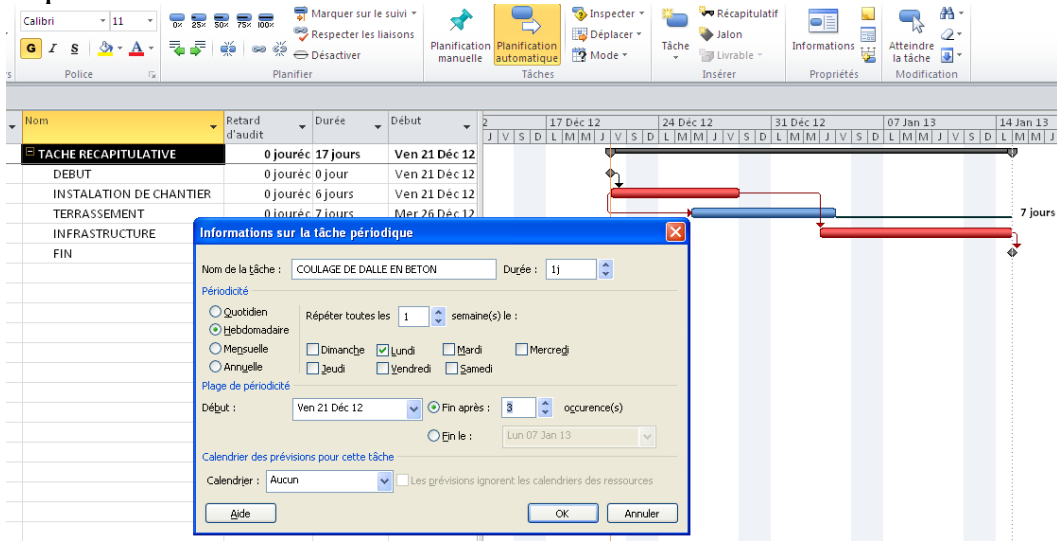 Calibri 11 0% 25% 50% 75% 100% Marquer sur le suivi Inspecter Récapitulatif
Respecter les liaisons Déplacer Jalon
G I S A Désactiver Planification manuelle Planification automatique Mode Tâche Livrable Informations Atteindre la tâche
Police Planifier Tâches Insérer Propriétés Modification
Nom Retard d'audit Durée Début 17 Déc 12 24 Déc 12 31 Déc 12 07 Jan 13 14 Jan 13
J V S D L M M J V S D L M M J V S D L M M J V S D L M M J V S D L M M J
TACHE RECAPITULATIVE 0 jouréc 17 jours Ven 21 Déc 12
DEBUT 0 jouréc 0 jour Ven 21 Déc 12
INSTALATION DE CHANTIER 0 jouréc 6 jours Ven 21 Déc 12
TERRASSEMENT 0 jouréc 7 jours Mer 26 Déc 12 7 jours
INFRASTRUCTURE
FIN
Informations sur la tâche périodique
Nom de la tâche : COULAGE DE DALLE EN BETON Durée : 1j
Périodicité
Quotidien Répéter toutes les 1 semaine(s) le :
Hebdomadaire
Mensuelle Dimanche Lundi Mardi Mercredi
Annuelle Jeudi Vendredi Samedi
Plage de périodicité
Début : Ven 21 Déc 12 Fin après : 3 occurence(s)
Fin le : Lun 07 Jan 13
Calendrier des prévisions pour cette tâche
Calendrier : Aucun Les prévisions ignorent les calendriers des ressources
Aide OK Annuler